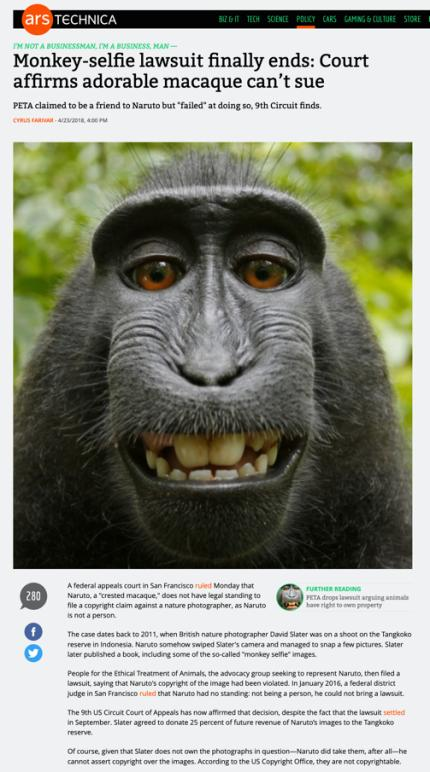 ars TECHNICA
BIZ & IT TECH SCIENCE POLICY CARS GAMING & CULTURE STORE
I'M NOT A BUSINESSMAN, I'M A BUSINESS, MAN —
Monkey-selfie lawsuit finally ends: Court
affirms adorable macaque can't sue
PETA claimed to be a friend to Naruto but "failed" at doing so, 9th Circuit finds.
CYRUS FARIVAR - 4/23/2018, 4:00 PM
280
A federal appeals court in San Francisco ruled Monday that
Naruto, a "crested macaque," does not have legal standing to
file a copyright claim against a nature photographer, as Naruto
is not a person.
FURTHER READING
PETA drops lawsuit arguing animals
have right to own property
The case dates back to 2011, when British nature photographer David Slater was on a shoot on the Tangkoko
reserve in Indonesia. Naruto somehow swiped Slater's camera and managed to snap a few pictures. Slater
later published a book, including some of the so-called "monkey selfie" images.
People for the Ethical Treatment of Animals, the advocacy group seeking to represent Naruto, then filed a
lawsuit, saying that Naruto's copyright of the image had been violated. In January 2016, a federal district
judge in San Francisco ruled that Naruto had no standing: not being a person, he could not bring a lawsuit.
The 9th US Circuit Court of Appeals has now affirmed that decision, despite the fact that the lawsuit settled
in September. Slater agreed to donate 25 percent of future revenue of Naruto's images to the Tangkoko
reserve.
Of course, given that Slater does not own the photographs in question—Naruto did take them, after all—he
cannot assert copyright over the images. According to the US Copyright Office, they are not copyrightable.